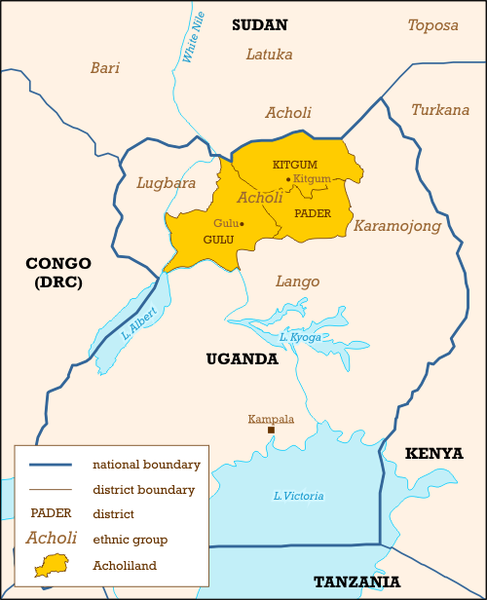 SUDAN
Toposa
White Nile
Latuka
Bari
Acholi
Turkana
KITGUM
Kitgum
Lugbara
Acholi
PADER
Gulu
Karamojong
GULU
CONGO
(DRC)
Lango
L. Albert
L. Kyoga
UGANDA
Kampala
KENYA
L. Victoria
TANZANIA
national boundary
district boundary
PADER
district
Acholi
ethnic group
Acholiland